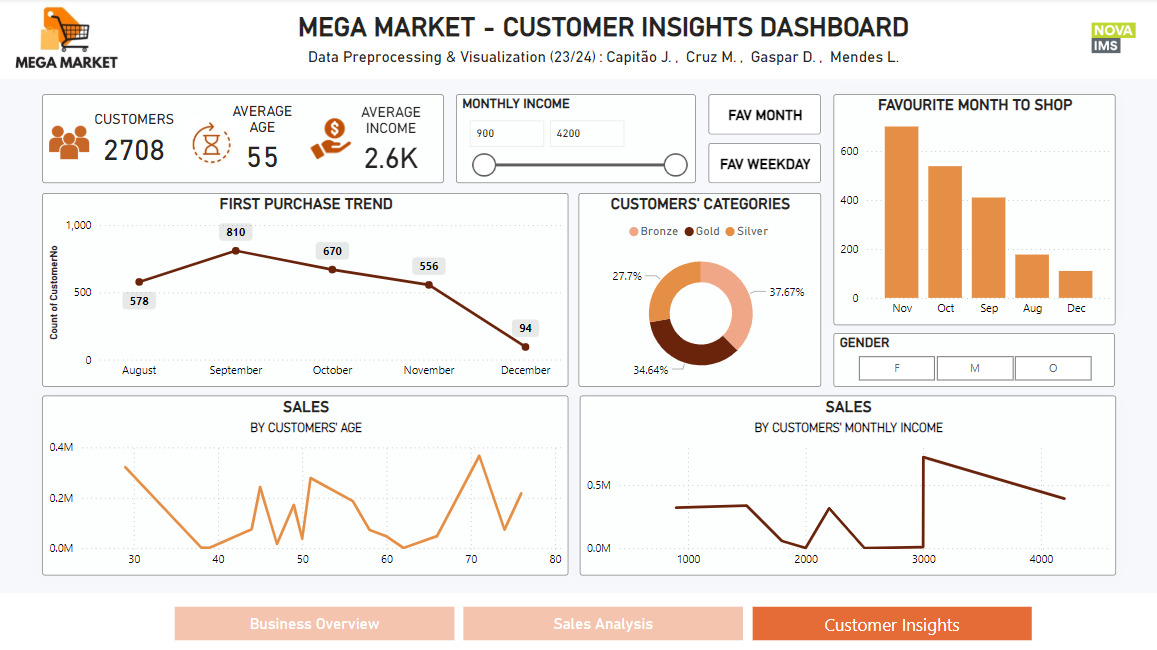 MEGA MARKET
MEGA MARKET - CUSTOMER INSIGHTS DASHBOARD
Data Preprocessing & Visualization (23/24) : Capitão J. , Cruz M. , Gaspar D. , Mendes L.
NOVA
IMS
CUSTOMERS
2708
AVERAGE
AGE
55
AVERAGE
INCOME
2.6K
MONTHLY INCOME
900
4200
FAV MONTH
FAV WEEKDAY
FAVOURITE MONTH TO SHOP
600
400
200
0
Nov Oct Sep Aug Dec
FIRST PURCHASE TREND
Count of CustomerNo
1,000
500
0
578
810
670
556
94
August September October November December
CUSTOMERS' CATEGORIES
Bronze Gold Silver
27.7%
37.67%
34.64%
GENDER
F M O
SALES
BY CUSTOMERS' AGE
0.4M
0.2M
0.0M
30 40 50 60 70 80
SALES
BY CUSTOMERS' MONTHLY INCOME
0.5M
0.0M
1000 2000 3000 4000
Business Overview
Sales Analysis
Customer Insights